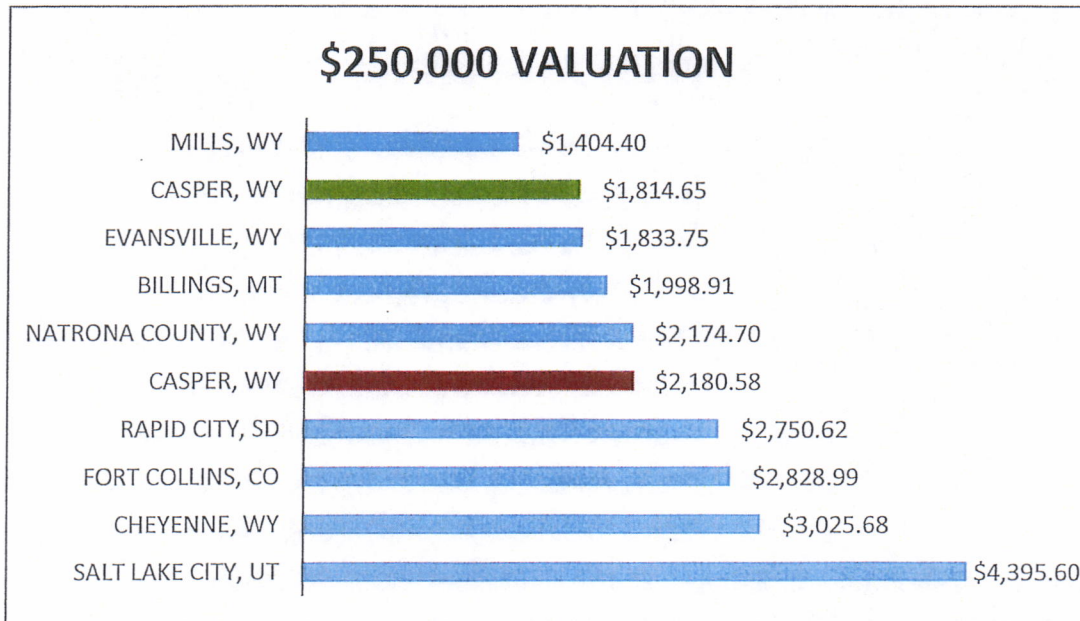 $250,000 VALUATION
MILLS, WY $1,404.40
CASPER, WY $1,814.65
EVANSVILLE, WY $1,833.75
BILLINGS, MT $1,998.91
NATRONA COUNTY, WY $2,174.70
CASPER, WY $2,180.58
RAPID CITY, SD $2,750.62
FORT COLLINS, CO $2,828.99
CHEYENNE, WY $3,025.68
SALT LAKE CITY, UT $4,395.60